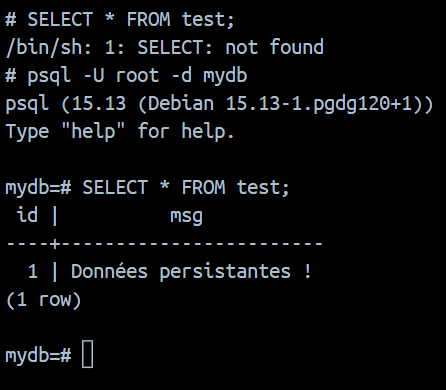 # SELECT * FROM test;
/bin/sh: 1: SELECT: not found
# psql -U root -d mydb
psql (15.13 (Debian 15.13-1.pgdg120+1))
Type "help" for help.

mydb=# SELECT * FROM test;
 id |          msg
----+------------------------
  1 | Données persistantes !
(1 row)

mydb=#